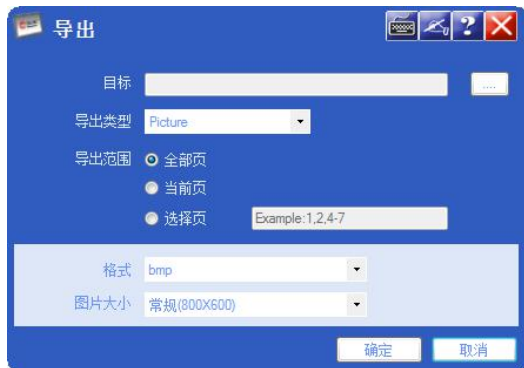 导出
目标
....
导出类型 Picture
导出范围 全部页
当前页
选择页 Example:1,2,4-7
格式 bmp
图片大小 常规(800X600)
确定 取消